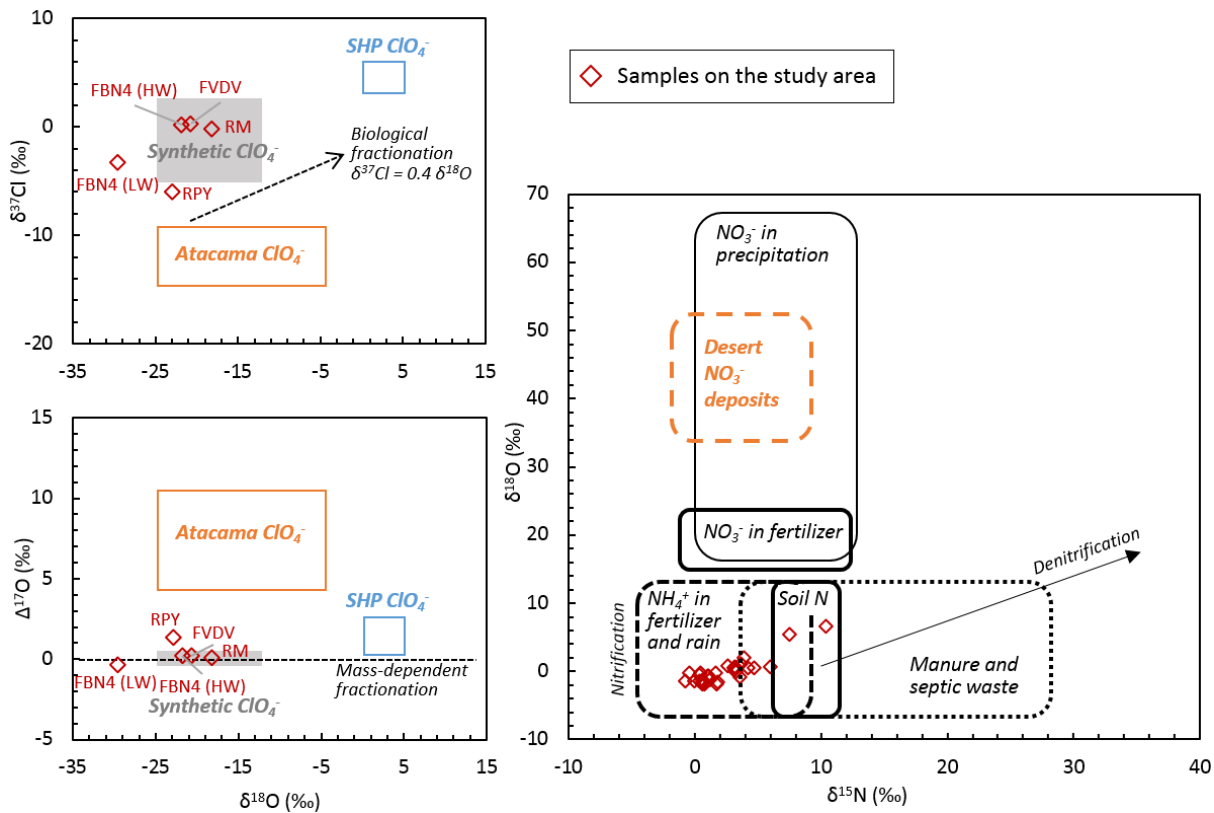 10
0
-10
-20
δ³⁷Cl (‰)
-35
-25
-15
-5
5
15
SHP ClO₄⁻
FBN4 (HW)
FVDV
RM
Synthetic ClO₄⁻
FBN4 (LW)
RPY
Biological
fractionation
δ³⁷Cl = 0.4 δ¹⁸O
Atacama ClO₄⁻
15
10
5
0
-5
Δ¹⁷O (‰)
-35
-25
-15
-5
5
15
δ¹⁸O (‰)
Atacama ClO₄⁻
SHP ClO₄⁻
RPY
FVDV
RM
FBN4 (LW)
FBN4 (HW)
Synthetic ClO₄⁻
Mass-dependent
fractionation
Samples on the study area
70
60
50
40
30
20
10
0
-10
δ¹⁸O (‰)
-10
0
10
20
30
40
δ¹⁵N (‰)
NO₃⁻ in
precipitation
Desert
NO₃⁻
deposits
NO₃⁻ in fertilizer
Denitrification
Nitrification
NH₄⁺ in
fertilizer
and rain
Soil N
Manure and
septic waste